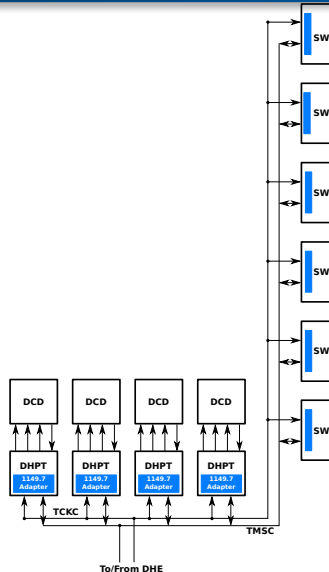 SW
SW
SW
SW
SW
SW
DCD DCD DCD DCD
DHPT DHPT DHPT DHPT
1149.7 1149.7 1149.7 1149.7
Adapter Adapter Adapter Adapter
TCKC
TMSC
To/From DHE